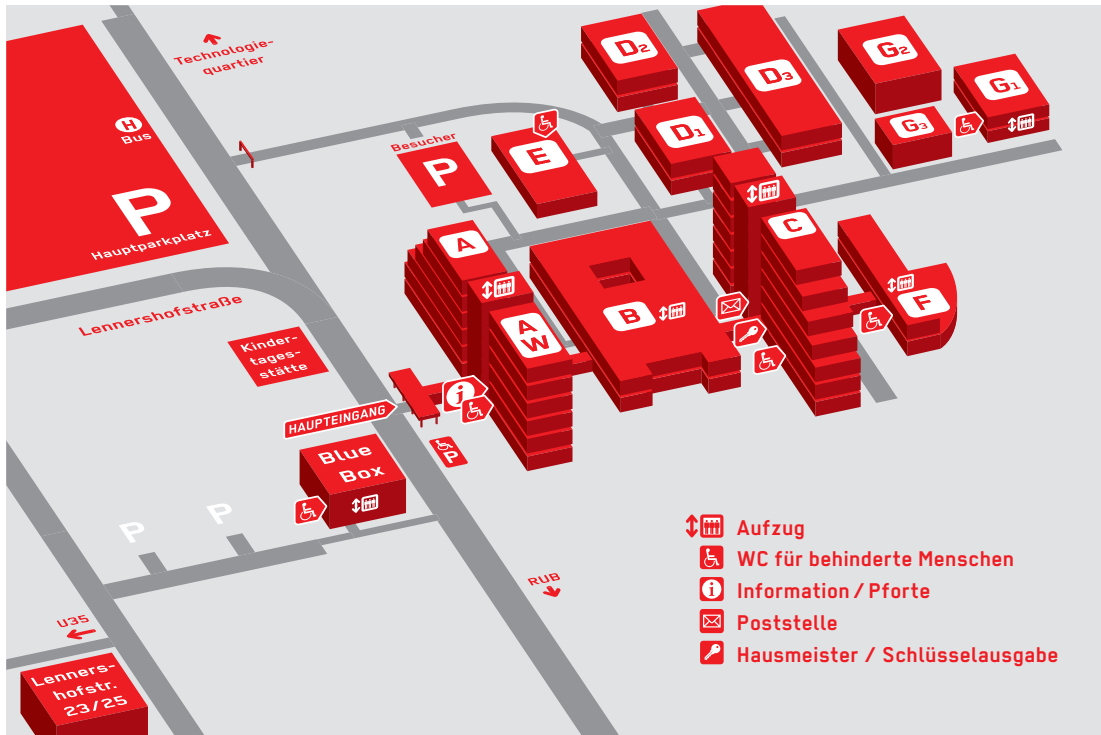 Technologie-
quartier
H
Bus
P
Hauptparkplatz
Lennershofstraße
Besucher
P
E
D2
D1
D3
G2
G1
G3
A
A
W
B
C
F
i
Kinder-
tages-
stätte
HAUPTEINGANG
P
Blue
Box
P
P
RUB
U35
Lenners-
hofstr.
23/25
Aufzug
WC für behinderte Menschen
i Information / Pforte
Poststelle
Hausmeister / Schlüsselausgabe